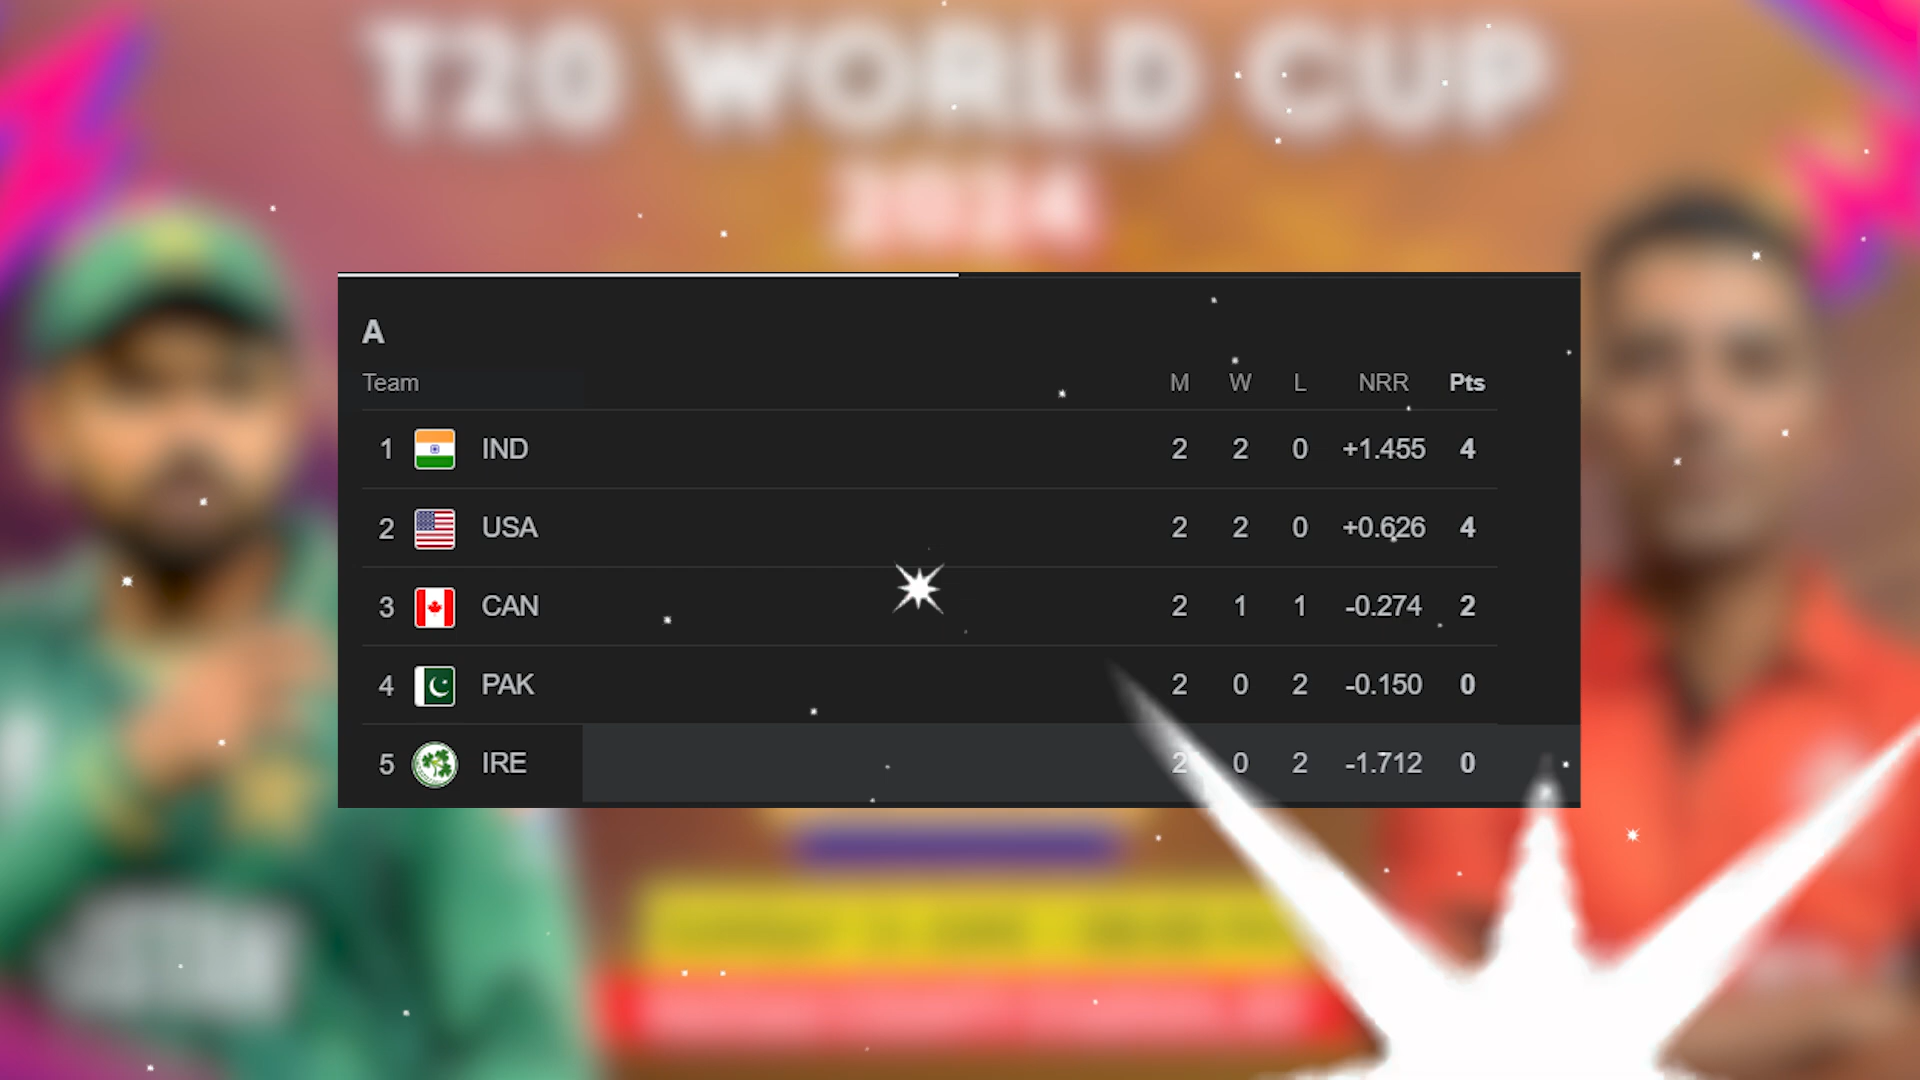 T20 WORLD CUP
2024
A
Team M W L NRR Pts
1 IND 2 2 0 +1.455 4
2 USA 2 2 0 +0.626 4
3 CAN 2 1 1 -0.274 2
4 PAK 2 0 2 -0.150 0
5 IRE 2 0 2 -1.712 0